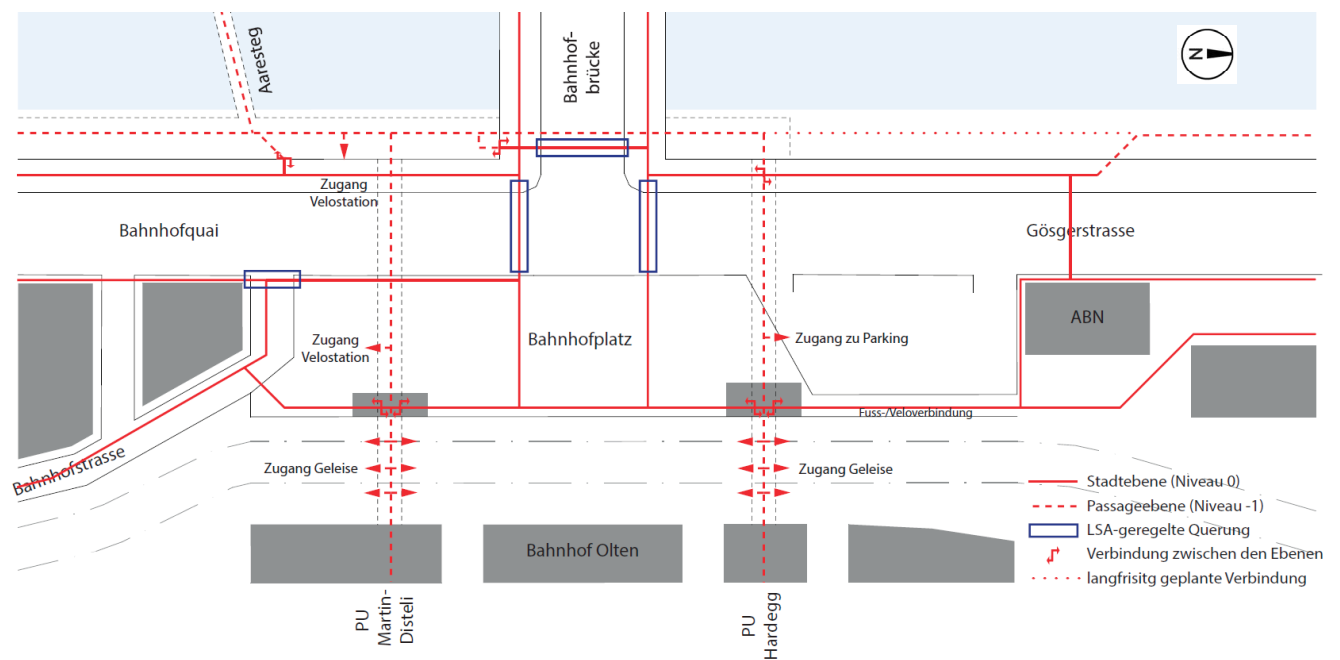 Aaresteg
Bahnhof-
brücke
N
Zugang
Velostation
Bahnhofquai
Gösgerstrasse
Zugang
Velostation
Bahnhofplatz
Zugang zu Parking
ABN
Fuss-/Veloverbindung
Bahnhofstrasse
Zugang Geleise
Zugang Geleise
Stadtebene (Niveau 0)
Passageebene (Niveau -1)
LSA-geregelte Querung
Verbindung zwischen den Ebenen
langfrisitg geplante Verbindung
Bahnhof Olten
PU
Martin-
Disteli
PU
Hardegg